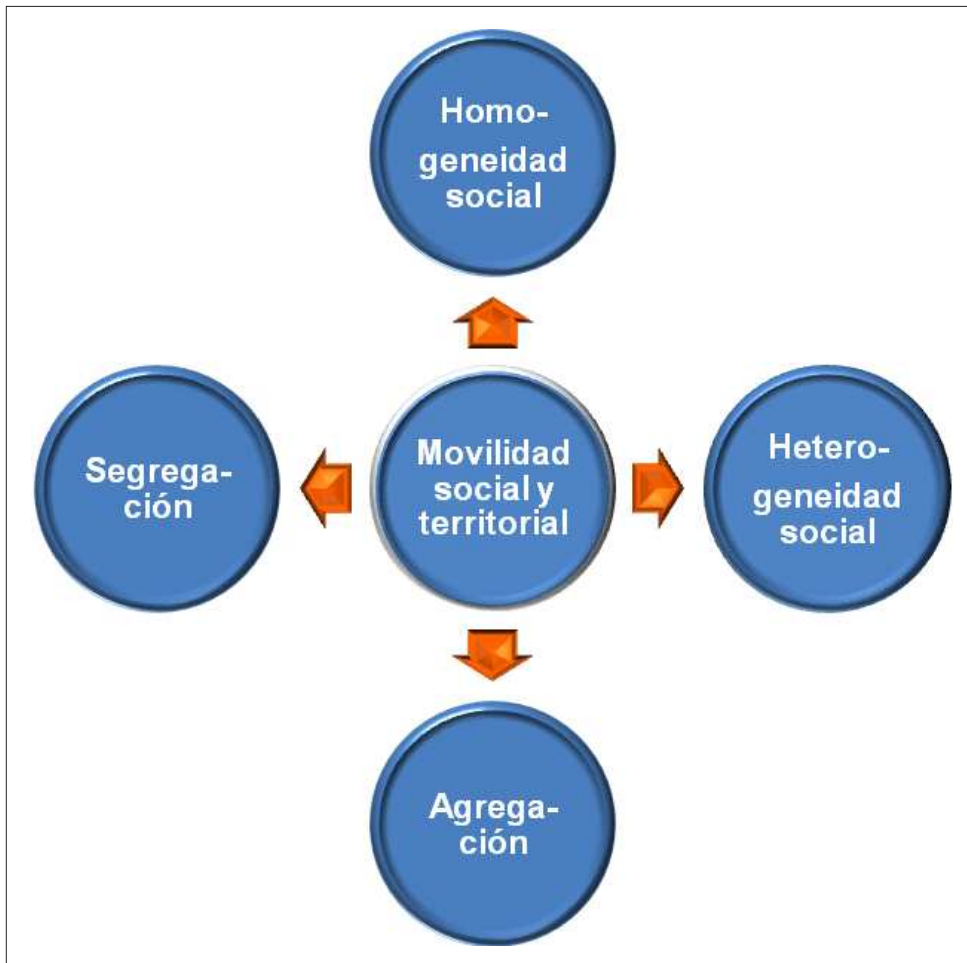 Homo-
geneidad
social
Segrega-
ción
Movilidad
social y
territorial
Hetero-
geneidad
social
Agrega-
ción